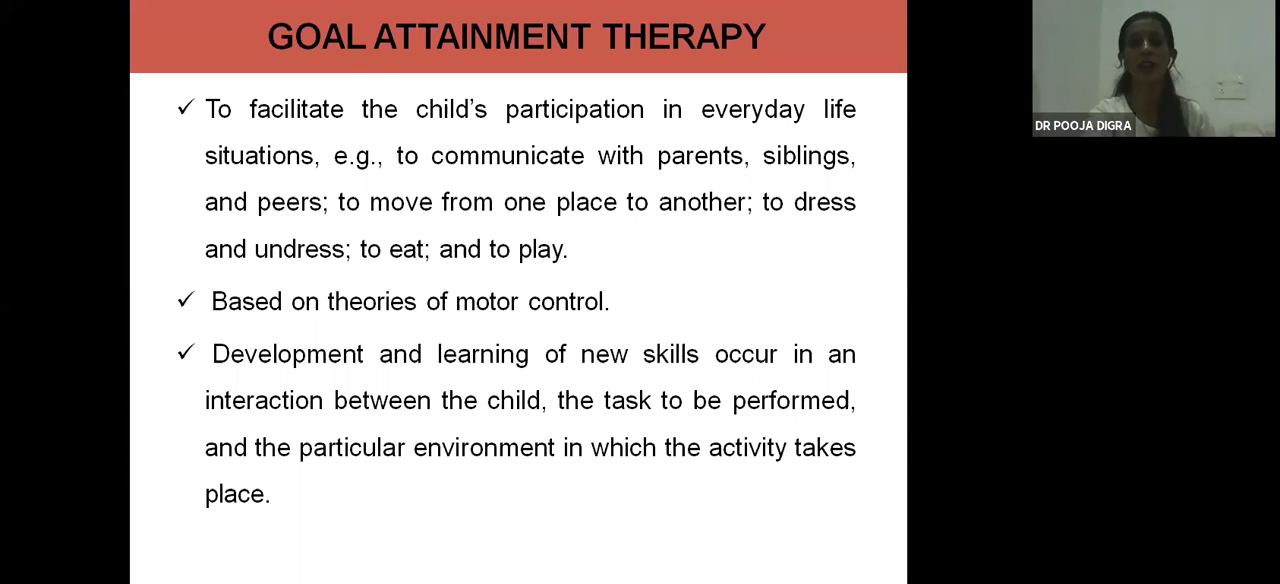 GOAL ATTAINMENT THERAPY
✓ To facilitate the child's participation in everyday life
situations, e.g., to communicate with parents, siblings,
and peers; to move from one place to another; to dress
and undress; to eat; and to play.
✓ Based on theories of motor control.
✓ Development and learning of new skills occur in an
interaction between the child, the task to be performed,
and the particular environment in which the activity takes
place.
DR POOJA DIGRA